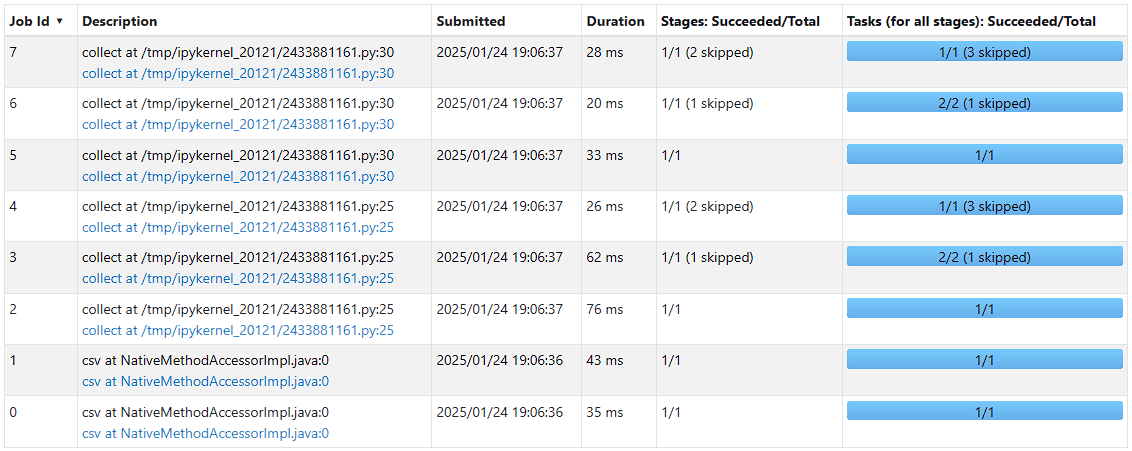 Job Id ▼ Description Submitted Duration Stages: Succeeded/Total Tasks (for all stages): Succeeded/Total
7 collect at /tmp/ipykernel_20121/2433881161.py:30 2025/01/24 19:06:37 28 ms 1/1 (2 skipped) 1/1 (3 skipped)
collect at /tmp/ipykernel_20121/2433881161.py:30
6 collect at /tmp/ipykernel_20121/2433881161.py:30 2025/01/24 19:06:37 20 ms 1/1 (1 skipped) 2/2 (1 skipped)
collect at /tmp/ipykernel_20121/2433881161.py:30
5 collect at /tmp/ipykernel_20121/2433881161.py:30 2025/01/24 19:06:37 33 ms 1/1 1/1
collect at /tmp/ipykernel_20121/2433881161.py:30
4 collect at /tmp/ipykernel_20121/2433881161.py:25 2025/01/24 19:06:37 26 ms 1/1 (2 skipped) 1/1 (3 skipped)
collect at /tmp/ipykernel_20121/2433881161.py:25
3 collect at /tmp/ipykernel_20121/2433881161.py:25 2025/01/24 19:06:37 62 ms 1/1 (1 skipped) 2/2 (1 skipped)
collect at /tmp/ipykernel_20121/2433881161.py:25
2 collect at /tmp/ipykernel_20121/2433881161.py:25 2025/01/24 19:06:37 76 ms 1/1 1/1
collect at /tmp/ipykernel_20121/2433881161.py:25
1 csv at NativeMethodAccessorImpl.java:0 2025/01/24 19:06:36 43 ms 1/1 1/1
csv at NativeMethodAccessorImpl.java:0
0 csv at NativeMethodAccessorImpl.java:0 2025/01/24 19:06:36 35 ms 1/1 1/1
csv at NativeMethodAccessorImpl.java:0